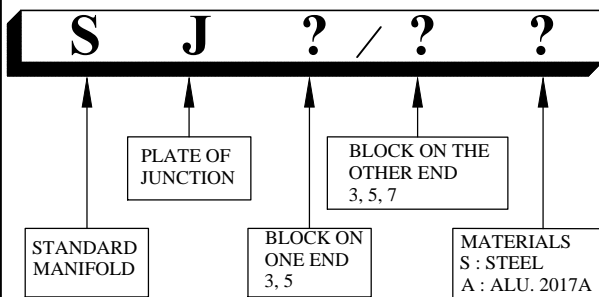 S J ? / ? ?
PLATE OF
JUNCTION
BLOCK ON THE
OTHER END
3, 5, 7
STANDARD
MANIFOLD
BLOCK ON
ONE END
3, 5
MATERIALS
S : STEEL
A : ALU. 2017A